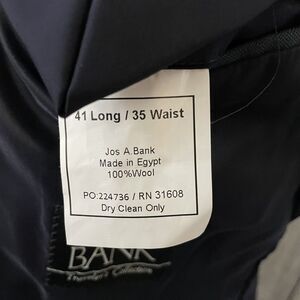 41 Long / 35 Waist
Jos A Bank
Made in Egypt
100%Wool
PO:224736 / RN 31608
Dry Clean Only
BANK